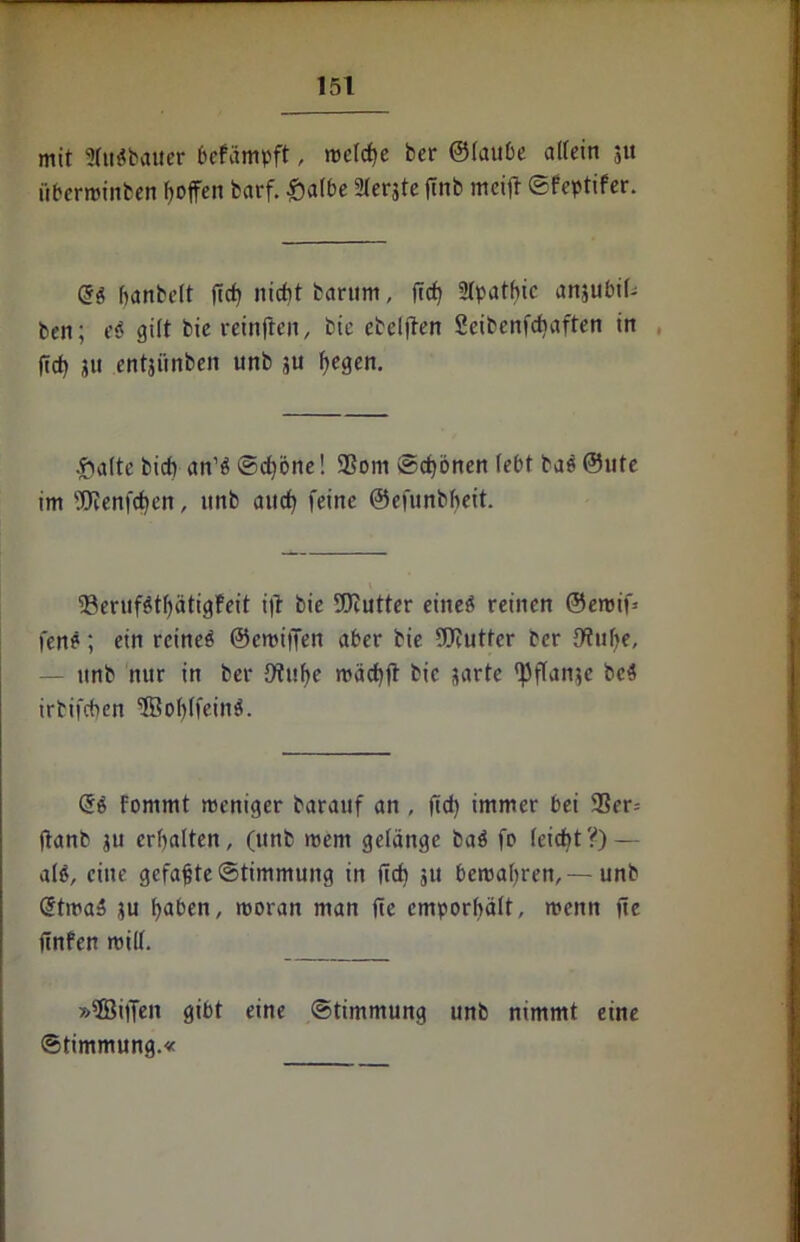 151
mit Ausdauer bekämpft, welche der Glaube allein zu
überwinden hoffen darf. Halbe Aerzte sind meist Skeptiker.
Es handelt sich nicht darum, sich Apathie anzubil-
den; es gilt die reinsten, die edelsten Leidenschaften in
sich zu entzünden und zu hegen.
Halte dich an's Schöne! Vom Schönen lebt das Gute
im Menschen, und auch seine Gesundheit.
Berufsthätigkeit ist die Mutter eines reinen Gewis-
sens; ein reines Gewissen aber die Mutter der Ruhe,
— und nur in der Ruhe wächst die zarte Pflanze des
irdischen Wohlseins.
Es kommt weniger darauf an, sich immer bei Ver-
stand zu erhalten, (und wem gelänge das so leicht?) —
als, eine gefaßte Stimmung in sich zu bewahren, — und
Etwas zu haben, woran man sie emporhält, wenn sie
sinken will.
»Wissen gibt eine Stimmung und nimmt eine
Stimmung.«